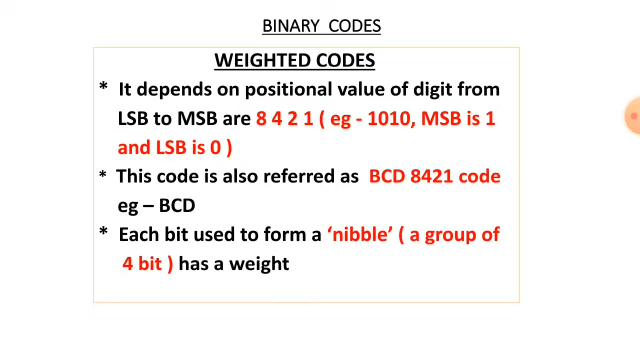 BINARY CODES
WEIGHTED CODES
* It depends on positional value of digit from
LSB to MSB are 8 4 2 1 ( eg - 1010, MSB is 1
and LSB is 0 )
* This code is also referred as BCD 8421 code
eg – BCD
* Each bit used to form a ‘nibble’ ( a group of
4 bit ) has a weight